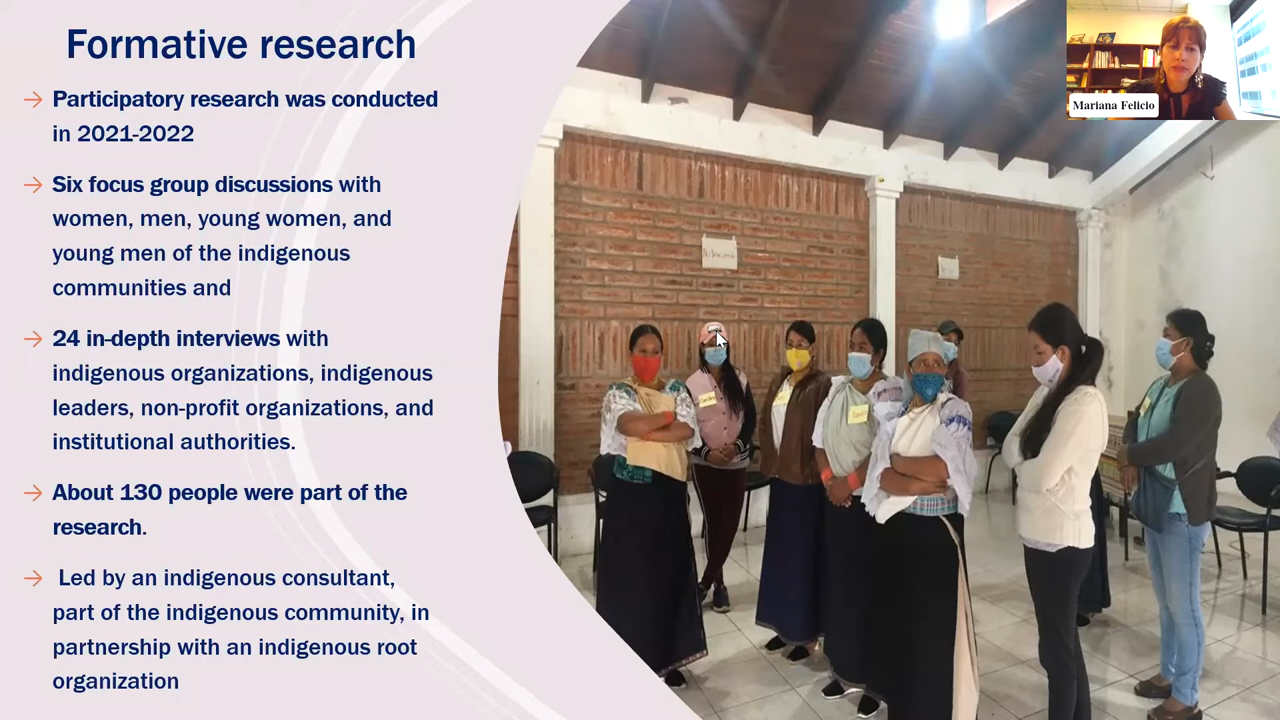 Formative research
→ Participatory research was conducted
in 2021-2022
→ Six focus group discussions with
women, men, young women, and
young men of the indigenous
communities and
→ 24 in-depth interviews with
indigenous organizations, indigenous
leaders, non-profit organizations, and
institutional authorities.
→ About 130 people were part of the
research.
→ Led by an indigenous consultant,
part of the indigenous community, in
partnership with an indigenous root
organization
Mariana Felicio